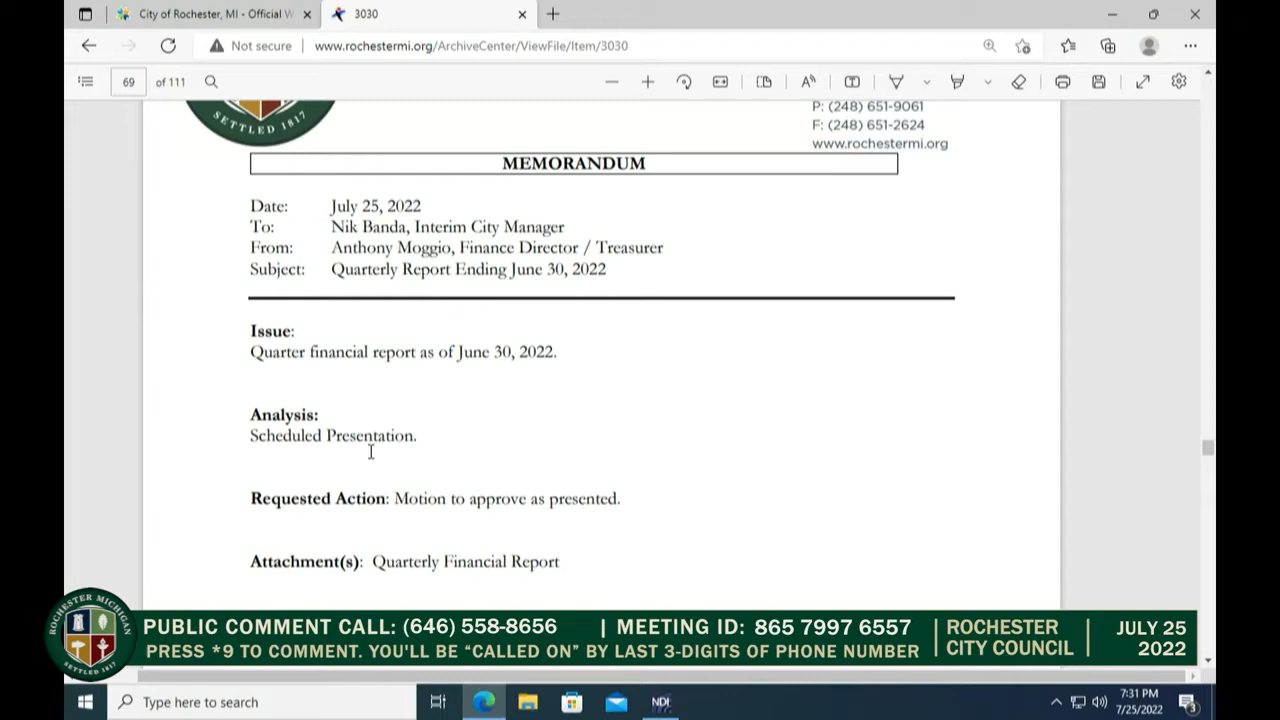 City of Rochester, MI - Official W
3030
Not secure
www.rochestermi.org/ArchiveCenter/ViewFile/Item/3030
69 of 111
SETTLED 1817
P: (248) 651-9061
F: (248) 651-2624
www.rochestermi.org
MEMORANDUM
Date: July 25, 2022
To: Nik Banda, Interim City Manager
From: Anthony Moggio, Finance Director / Treasurer
Subject: Quarterly Report Ending June 30, 2022
Issue:
Quarter financial report as of June 30, 2022.
Analysis:
Scheduled Presentation.
Requested Action: Motion to approve as presented.
Attachment(s): Quarterly Financial Report
ROCHESTER MICHIGAN
SETTLED 1817
PUBLIC COMMENT CALL: (646) 558-8656 | MEETING ID: 865 7997 6557
PRESS *9 TO COMMENT. YOU'LL BE “CALLED ON” BY LAST 3-DIGITS OF PHONE NUMBER
ROCHESTER
CITY COUNCIL
JULY 25
2022
Type here to search
NDI
7:31 PM
7/25/2022
3